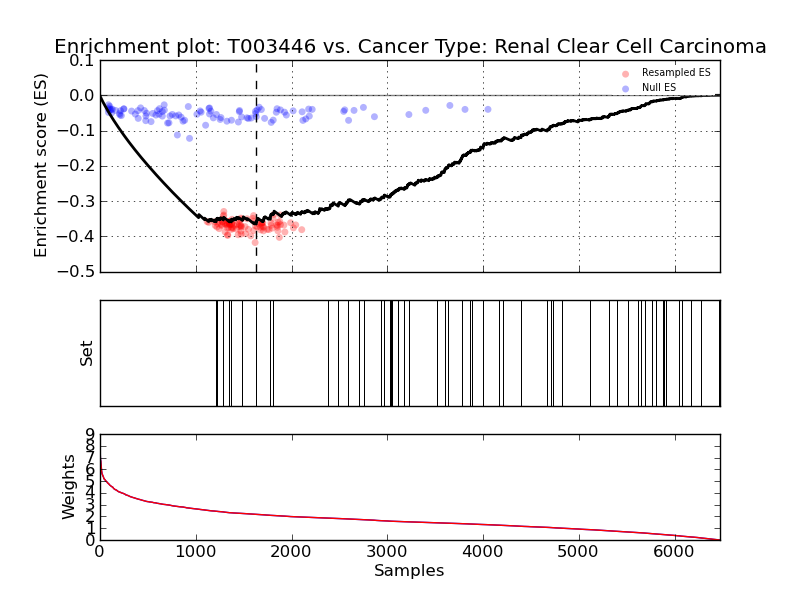 Enrichment plot: T003446 vs. Cancer Type: Renal Clear Cell Carcinoma
0.1
0.0
−0.1
−0.2
−0.3
−0.4
−0.5
Enrichment score (ES)
Resampled ES
Null ES
Set
9
8
7
6
5
4
3
2
1
0
Weights
0 1000 2000 3000 4000 5000 6000
Samples